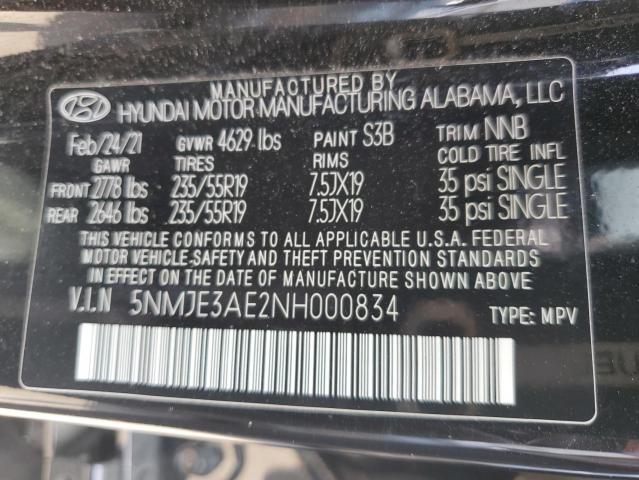 MANUFACTURED BY
HYUNDAI MOTOR MANUFACTURING ALABAMA, LLC
Feb/24/21 GVWR 4629 lbs PAINT S3B TRIM NNB
GAWR TIRES RIMS COLD TIRE INFL
FRONT 2778 lbs 235/55R19 7.5JX19 35 psi SINGLE
REAR 2646 lbs 235/55R19 7.5JX19 35 psi SINGLE
THIS VEHICLE CONFORMS TO ALL APPLICABLE U.S.A. FEDERAL
MOTOR VEHICLE-SAFETY AND THEFT PREVENTION STANDARDS
IN EFFECT ON THE DATE OF MANUFACTURE SHOWN ABOVE.
V.I.N 5NMJE3AE2NH000834 TYPE: MPV